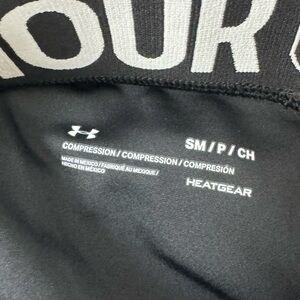 OUR
SM/P/CH
COMPRESSION/COMPRESSION/COMPRESIÓN
MADE IN MEXICO/FABRIQUÉ AU MEXIQUE/
HECHO EN MÉXICO
HEATGEAR